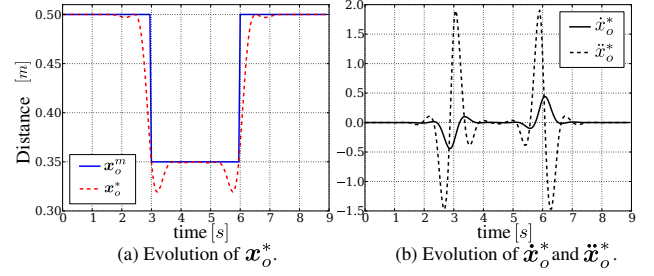 0.50
0.45
0.40
0.35
0.30
Distance [m]
x_o^m
x_o^*
0 1 2 3 4 5 6 7 8 9
time [s]
(a) Evolution of x_o^*.
2.0
1.5
1.0
0.5
0.0
−0.5
−1.0
1.5
ẋ_o^*
ẍ_o^*
0 1 2 3 4 5 6 7 8 9
time [s]
(b) Evolution of ẋ_o^* and ẍ_o^*.